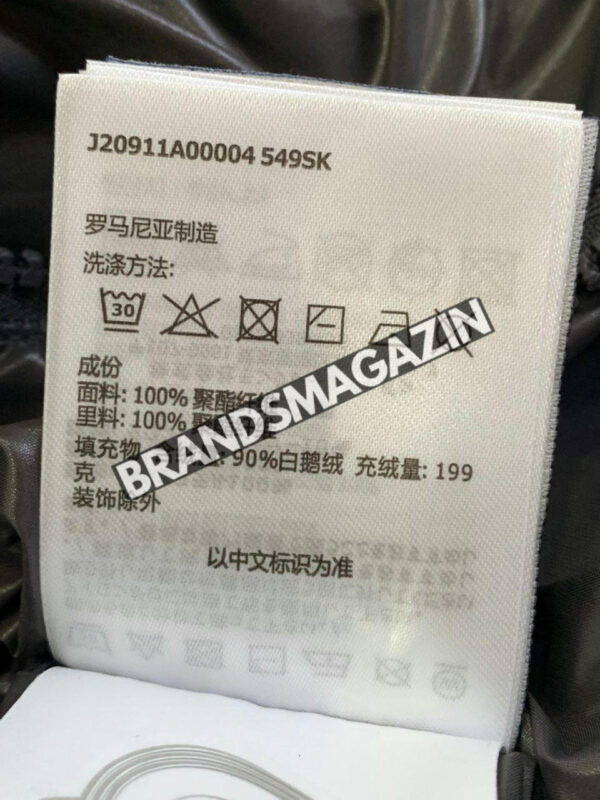 J20911A00004 549SK
罗马尼亚制造
洗涤方法:
30
成份
面料: 100% 聚酯纤
里料: 100% 聚
填充物 量: 90%白鹅绒 充绒量: 199
克
装饰除外
以中文标识为准
BRANDSMAGAZIN